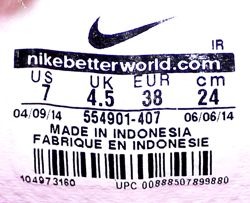 IR
nikebetterworld.com
US UK EUR cm
7 4.5 38 24
04/09/14 554901-407 06/06/14
MADE IN INDONESIA
FABRIQUE EN INDONESIE
104973160 UPC 00888507899880